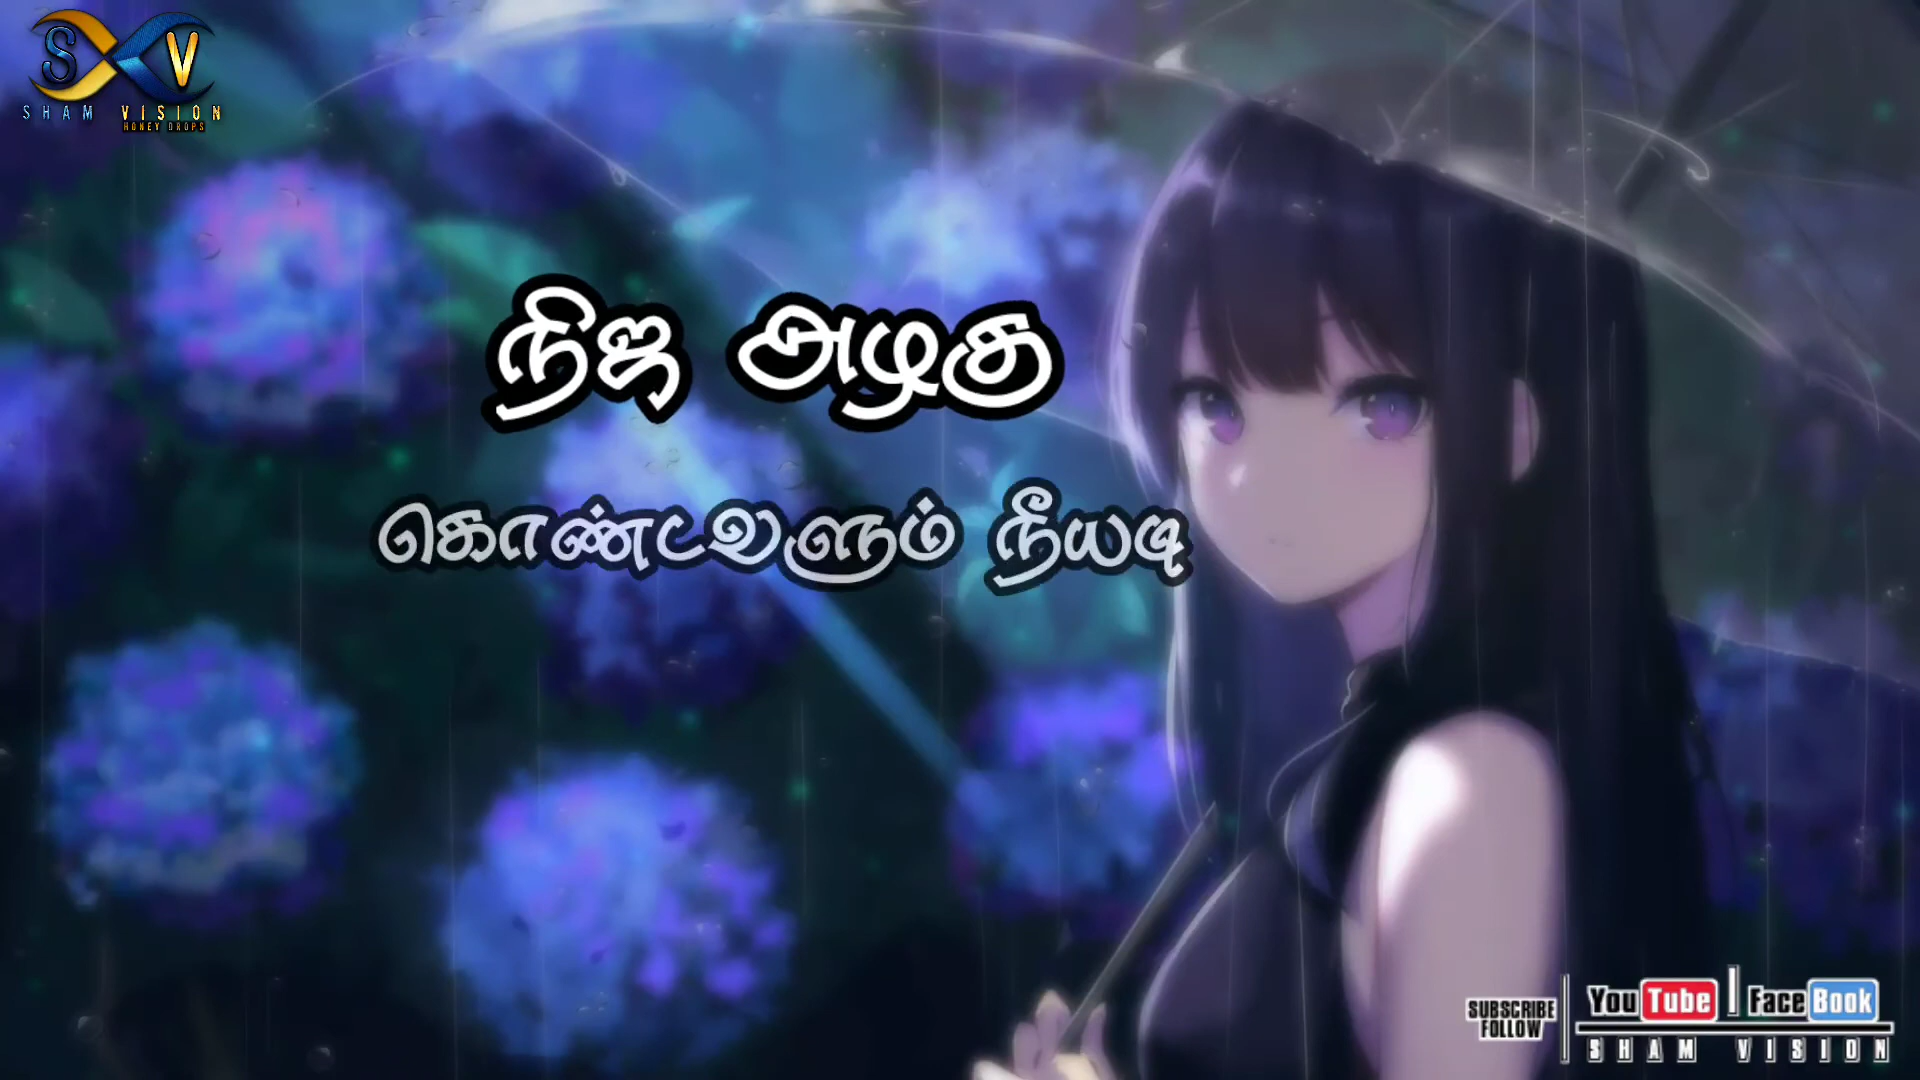 S V
SHAM VISION
HONEY DROPS
நிஜ அழகு
கொண்டவளும் நீயடி
SUBSCRIBE
FOLLOW
YouTube | FaceBook
SHAM VISION